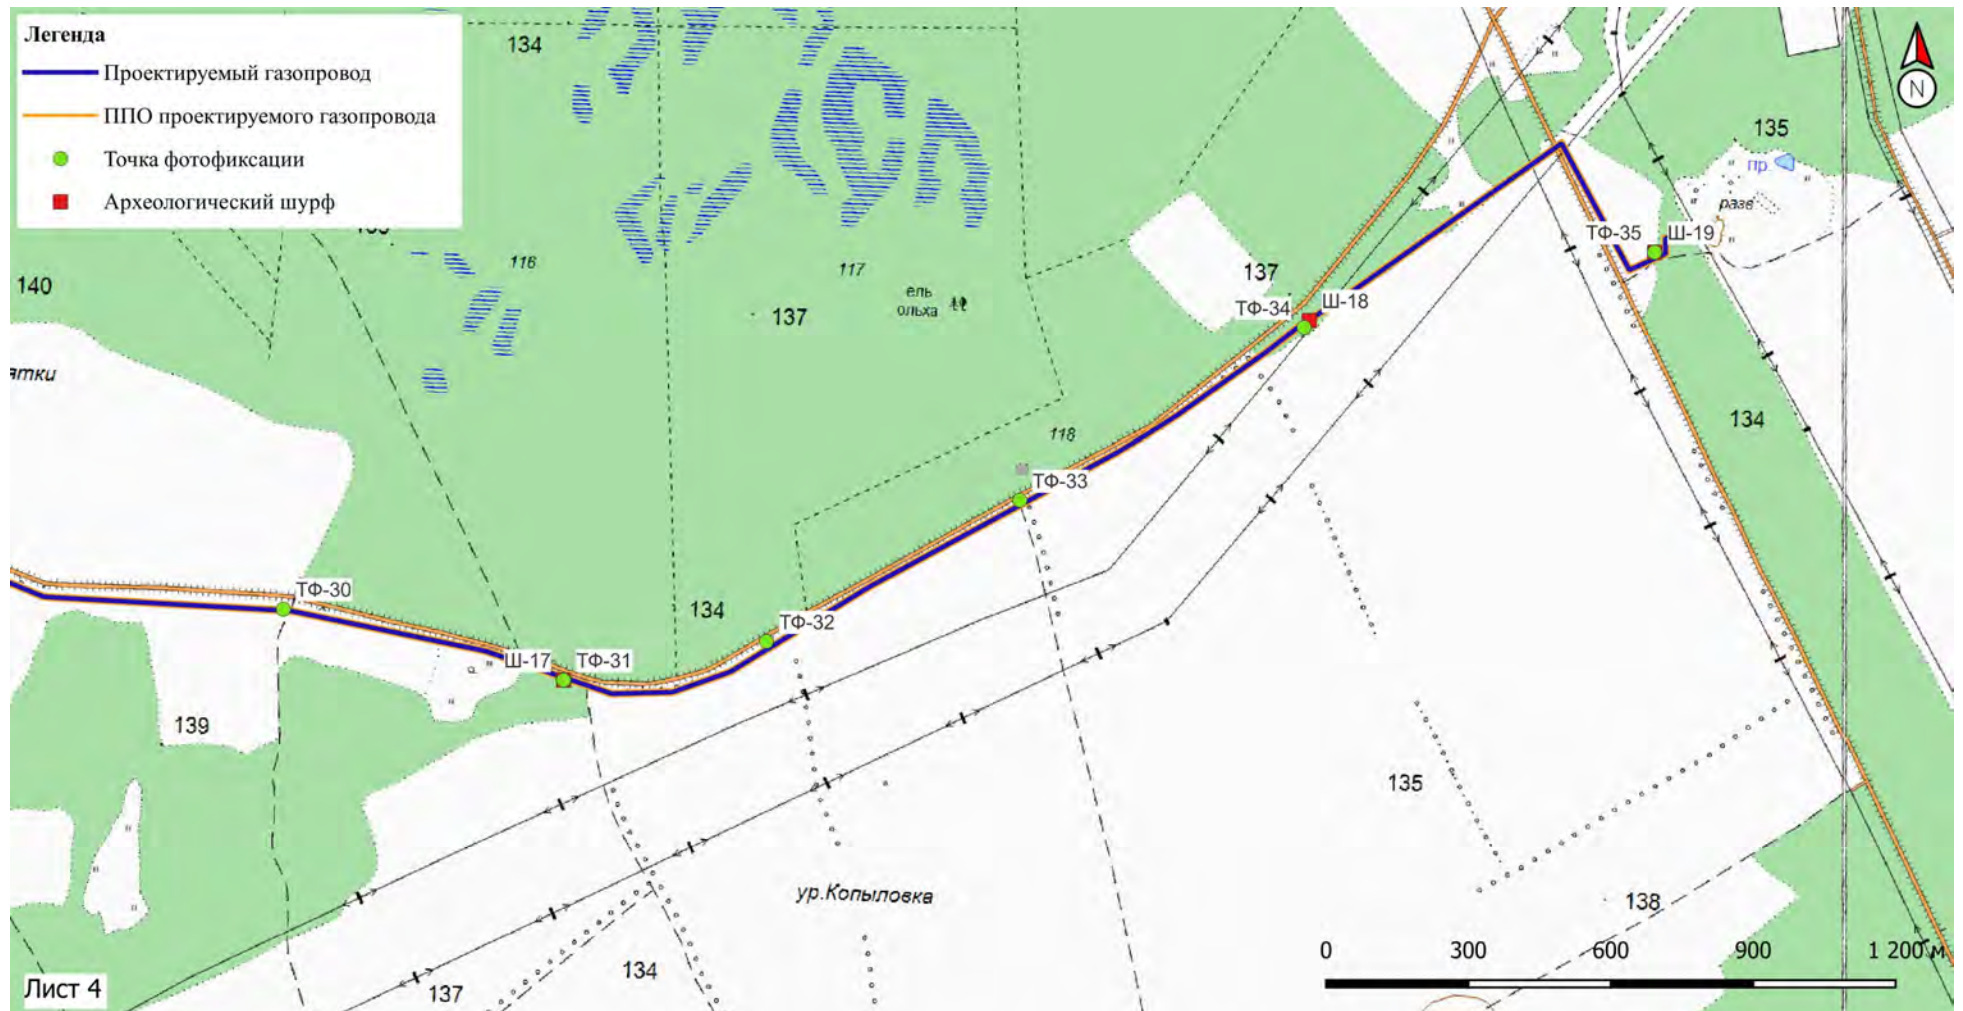 Легенда
Проектируемый газопровод
ППО проектируемого газопровода
Точка фотофиксации
Археологический шурф
134
N
135
пр.
разв
ТФ-35
Ш-19
140
116
117
ель
ольха
137
137
ТФ-34
Ш-18
134
118
ТФ-33
ТФ-30
134
ТФ-32
Ш-17
ТФ-31
139
135
ур.Копыловка
138
134
137
0 300 600 900 1 200 м
Лист 4